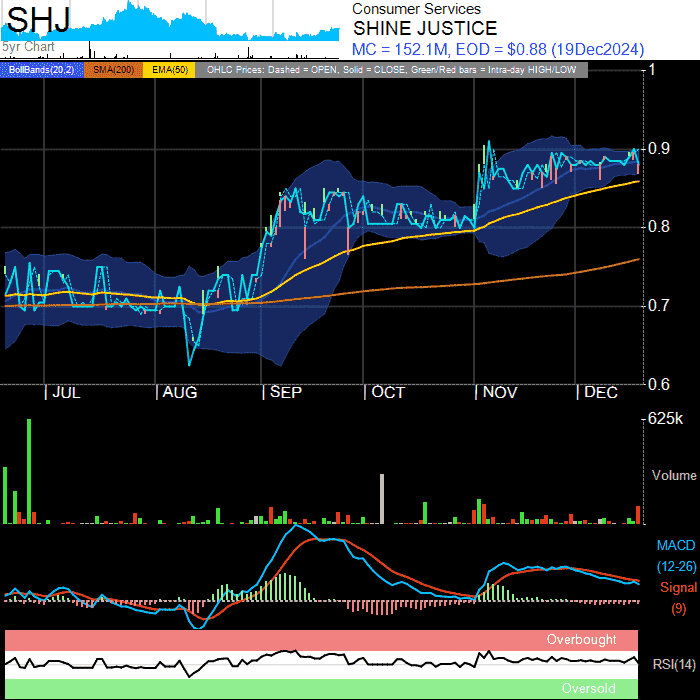 SHJ
5yr Chart
Consumer Services
SHINE JUSTICE
MC = 152.1M, EOD = $0.88 (19Dec2024)
BollBands(20,2) SMA(200) EMA(50) OHLC Prices: Dashed = OPEN, Solid = CLOSE, Green/Red bars = Intra-day HIGH/LOW
1
0.9
0.8
0.7
0.6
| JUL | AUG | SEP | OCT | NOV | DEC
625k
Volume
MACD
(12-26)
Signal
(9)
Overbought
RSI(14)
Oversold